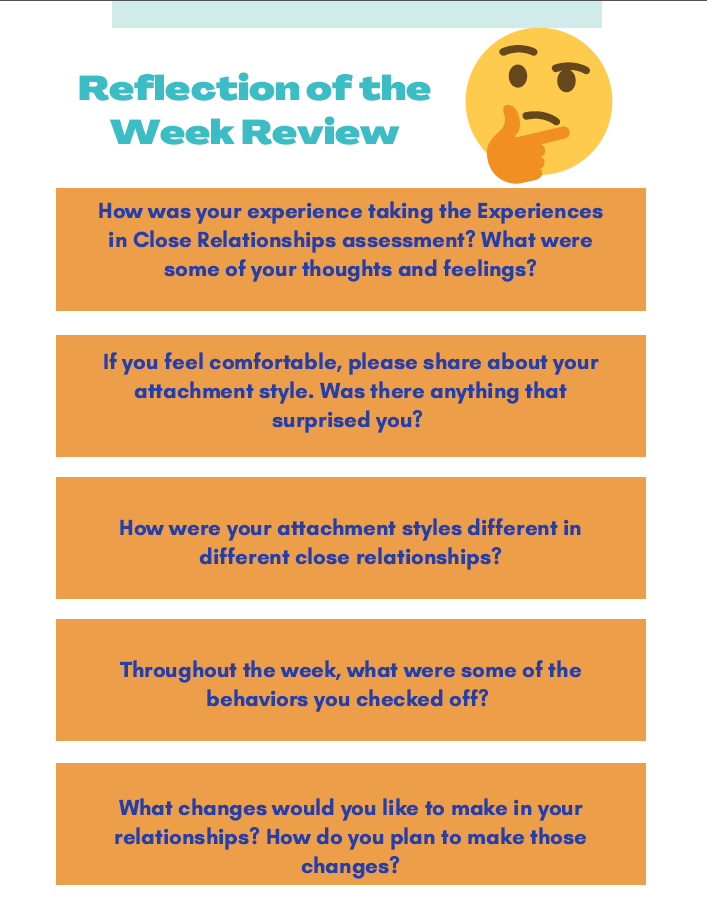 Reflection of the
Week Review
How was your experience taking the Experiences
in Close Relationships assessment? What were
some of your thoughts and feelings?
If you feel comfortable, please share about your
attachment style. Was there anything that
surprised you?
How were your attachment styles different in
different close relationships?
Throughout the week, what were some of the
behaviors you checked off?
What changes would you like to make in your
relationships? How do you plan to make those
changes?